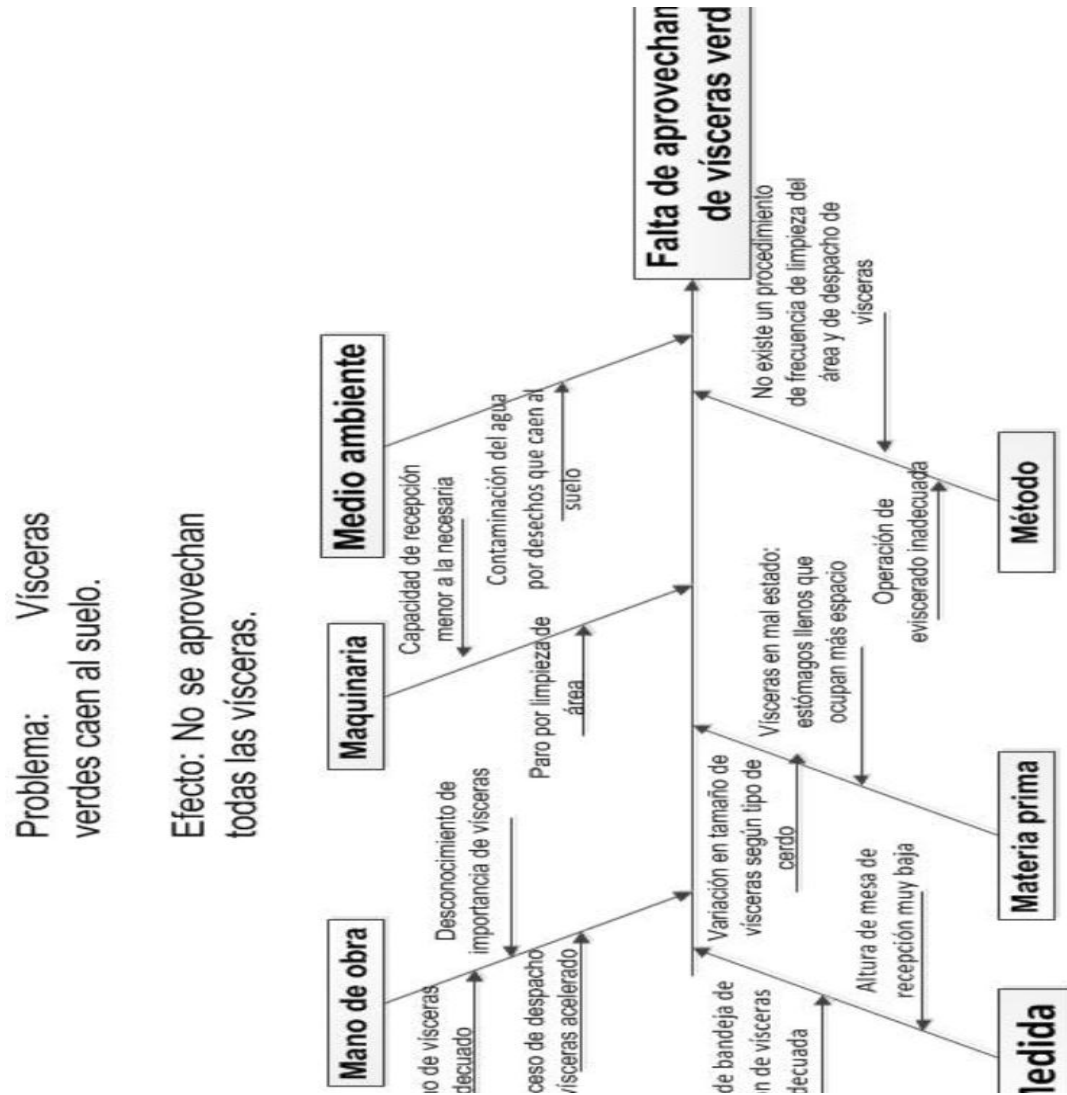 Problema: Vísceras
verdes caen al suelo.
Efecto: No se aprovechan
todas las vísceras.
Mano de obra
Maquinaria
Medio ambiente
Desconocimiento de
importancia de vísceras
de vísceras
de despacho
acelerado
Capacidad de recepción
menor a la necesaria
Paro por limpieza de
área
Contaminación del agua
por desechos que caen al
suelo
Falta de
de vísceras
de bandeja de
de vísceras
Altura de mesa de
recepción muy baja
Variación en tamaño de
vísceras según tipo de
cerdo
Vísceras en mal estado:
estómagos llenos que
ocupan más espacio
No existe un procedimiento
de frecuencia de limpieza del
área y de despacho de
vísceras
Operación de
eviscerado inadecuada
Materia prima
Método